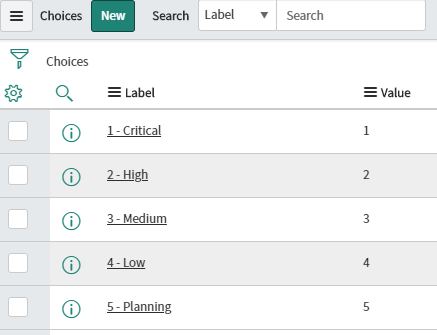 Choices New Search Label Search
Choices
Label Value
1 - Critical 1
2 - High 2
3 - Medium 3
4 - Low 4
5 - Planning 5